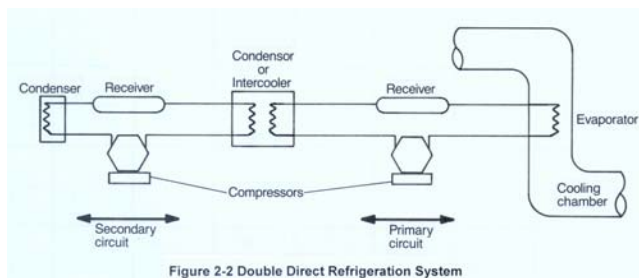 Condensor
or
Intercooler
Condenser
Receiver
Receiver
Evaporator
Compressors
Cooling
chamber
Secondary
circuit
Primary
circuit
Figure 2-2 Double Direct Refrigeration System